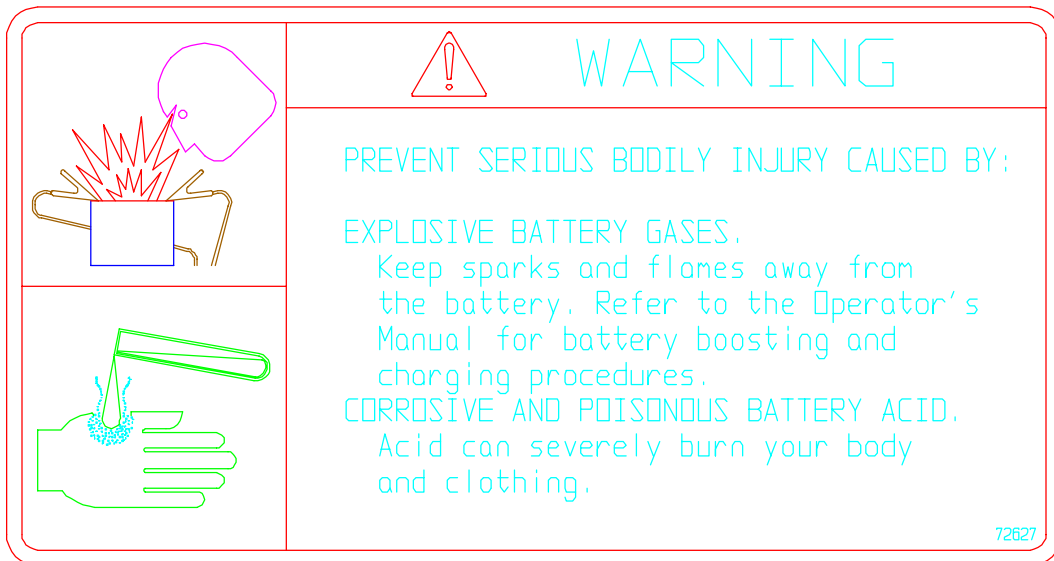 WARNING
PREVENT SERIOUS BODILY INJURY CAUSED BY:
EXPLOSIVE BATTERY GASES.
Keep sparks and flames away from
the battery. Refer to the Operator's
Manual for battery boosting and
charging procedures.
CORROSIVE AND POISONOUS BATTERY ACID.
Acid can severely burn your body
and clothing.
72627